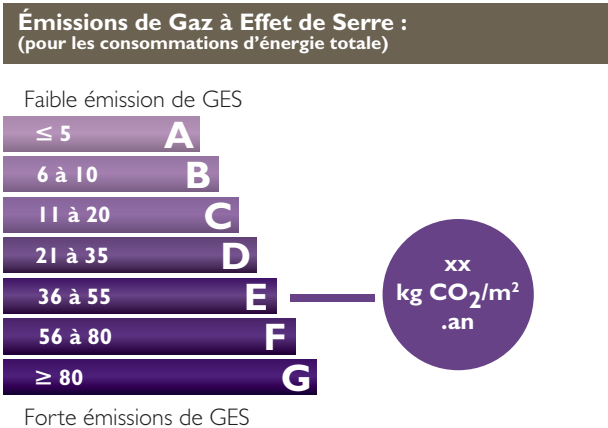 Émissions de Gaz à Effet de Serre :
(pour les consommations d’énergie totale)
Faible émission de GES
≤ 5 A
6 à 10 B
11 à 20 C
21 à 35 D
36 à 55 E
56 à 80 F
≥ 80 G
xx
kg CO₂/m²
.an
Forte émissions de GES